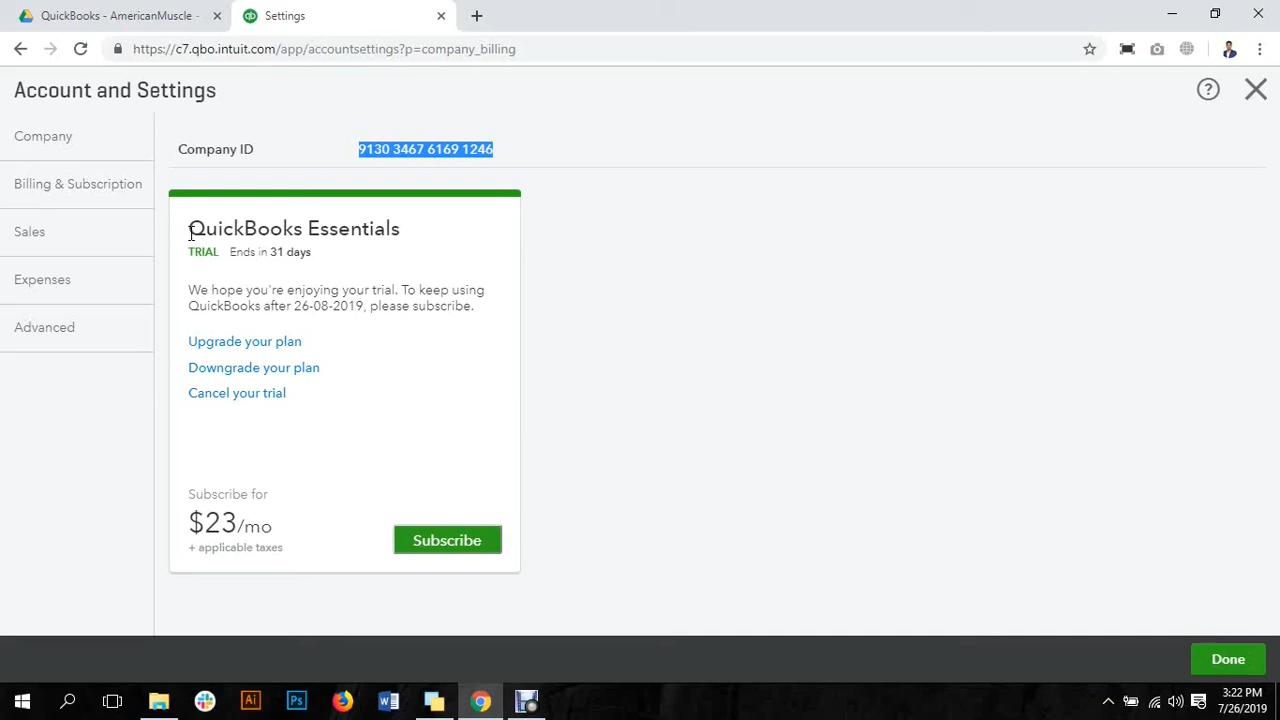 QuickBooks - AmericanMuscle -
Settings
https://c7.qbo.intuit.com/app/accountsettings?p=company_billing
Account and Settings
Company
Billing & Subscription
Sales
Expenses
Advanced
Company ID 9130 3467 6169 1246
QuickBooks Essentials
TRIAL Ends in 31 days
We hope you're enjoying your trial. To keep using
QuickBooks after 26-08-2019, please subscribe.
Upgrade your plan
Downgrade your plan
Cancel your trial
Subscribe for
$23/mo
+ applicable taxes
Subscribe
Done
3:22 PM
7/26/2019